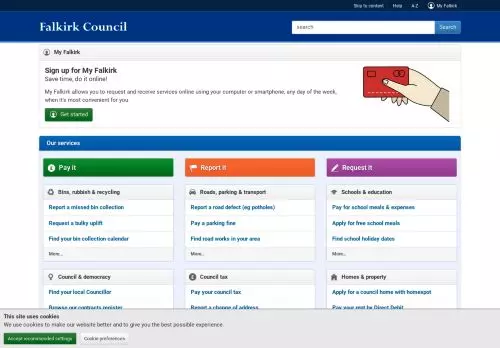 Skip to content Help A-Z My Falkirk
Falkirk Council
search Search
My Falkirk
Sign up for My Falkirk
Save time, do it online!
My Falkirk allows you to request and receive services online using your computer or smartphone, any day of the week,
when it's most convenient for you
Get started
Our services
Pay it
Report it
Request it
Bins, rubbish & recycling
Report a missed bin collection
Request a bulky uplift
Find your bin collection calendar
More...
Roads, parking & transport
Report a road defect (eg potholes)
Pay a parking fine
Find road works in your area
More...
Schools & education
Pay for school meals & expenses
Apply for free school meals
Find school holiday dates
More...
Council & democracy
Find your local Councillor
Browse our contracts register
Council tax
Pay your council tax
Report a change of address
Homes & property
Apply for a council home with homespot
Pay your rent by Direct Debit
This site uses cookies
We use cookies to make our website better and to give you the best possible experience.
Accept recommended settings Cookie preferences